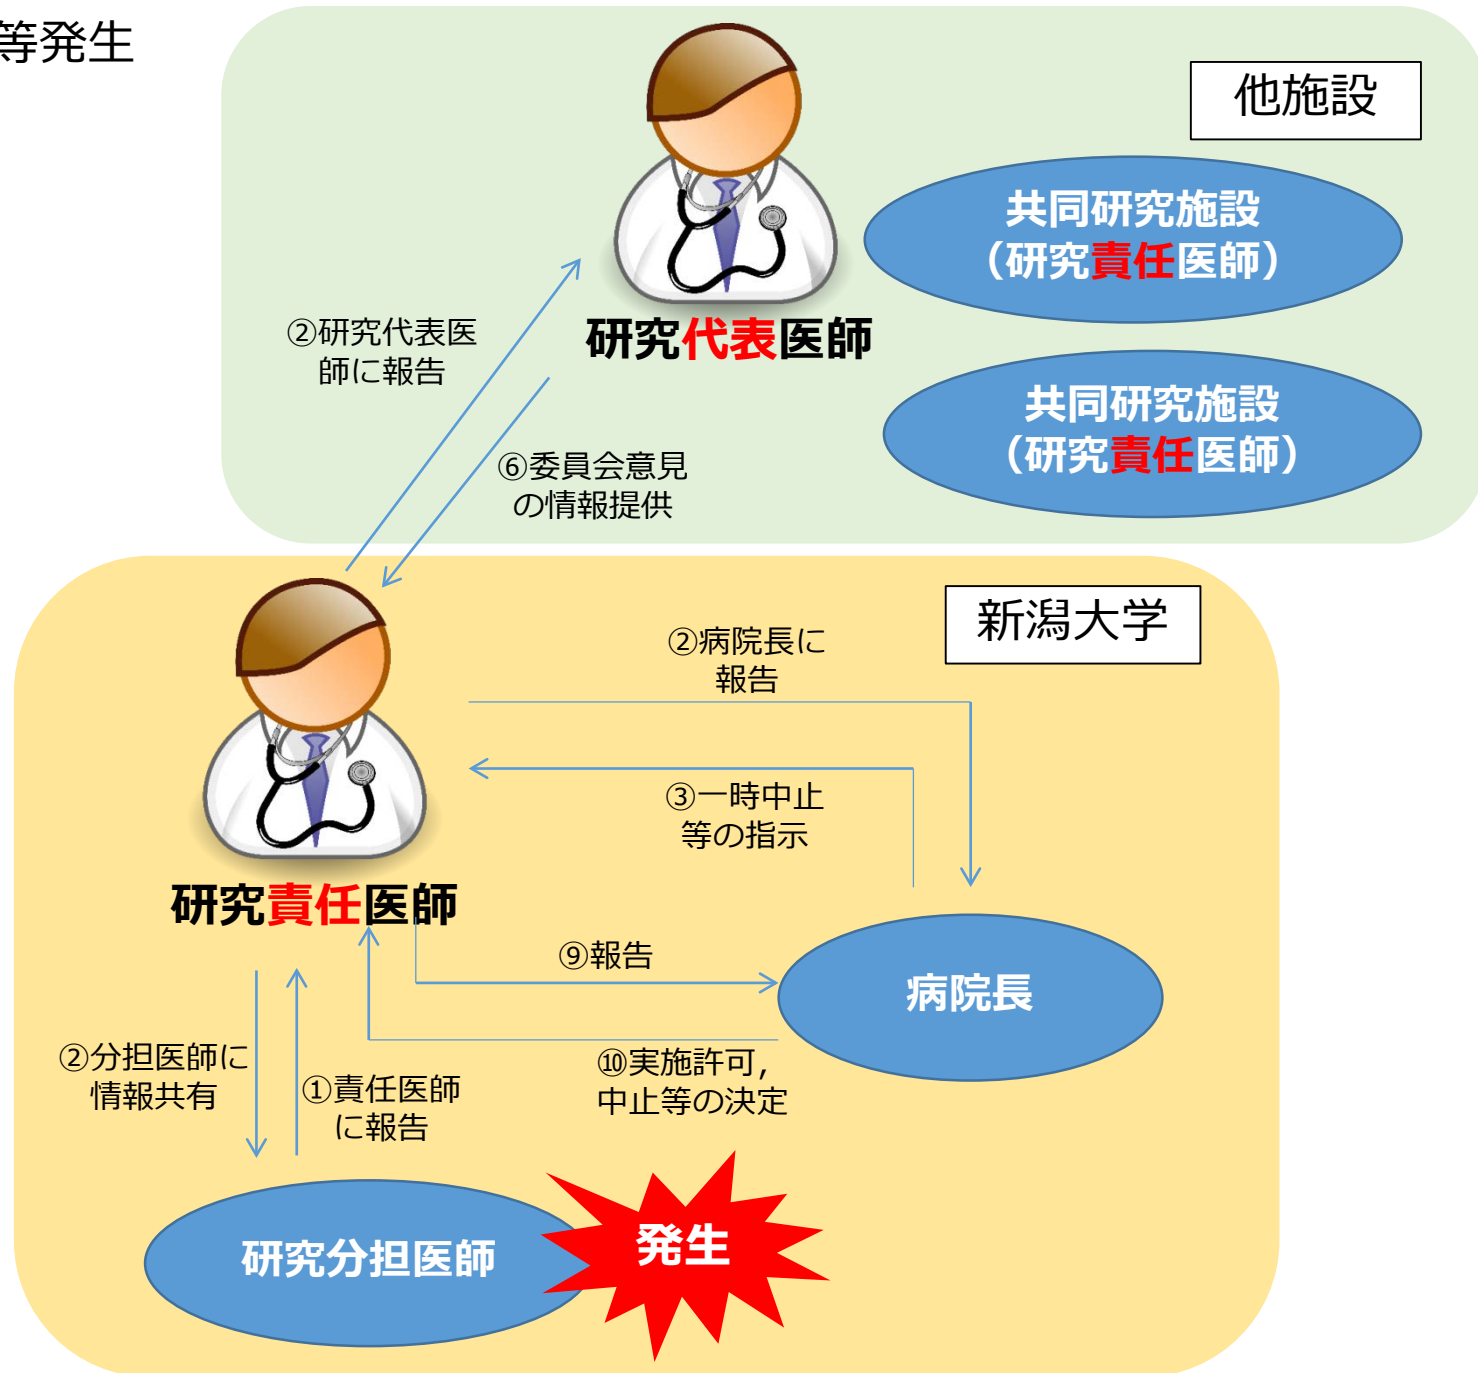 等発生
他施設
共同研究施設
（研究責任医師）
研究代表医師
②研究代表医
師に報告
共同研究施設
（研究責任医師）
⑥委員会意見
の情報提供
新潟大学
②病院長に
報告
③一時中止
等の指示
研究責任医師
⑨報告
病院長
②分担医師に
情報共有
①責任医師
に報告
⑩実施許可，
中止等の決定
発生
研究分担医師